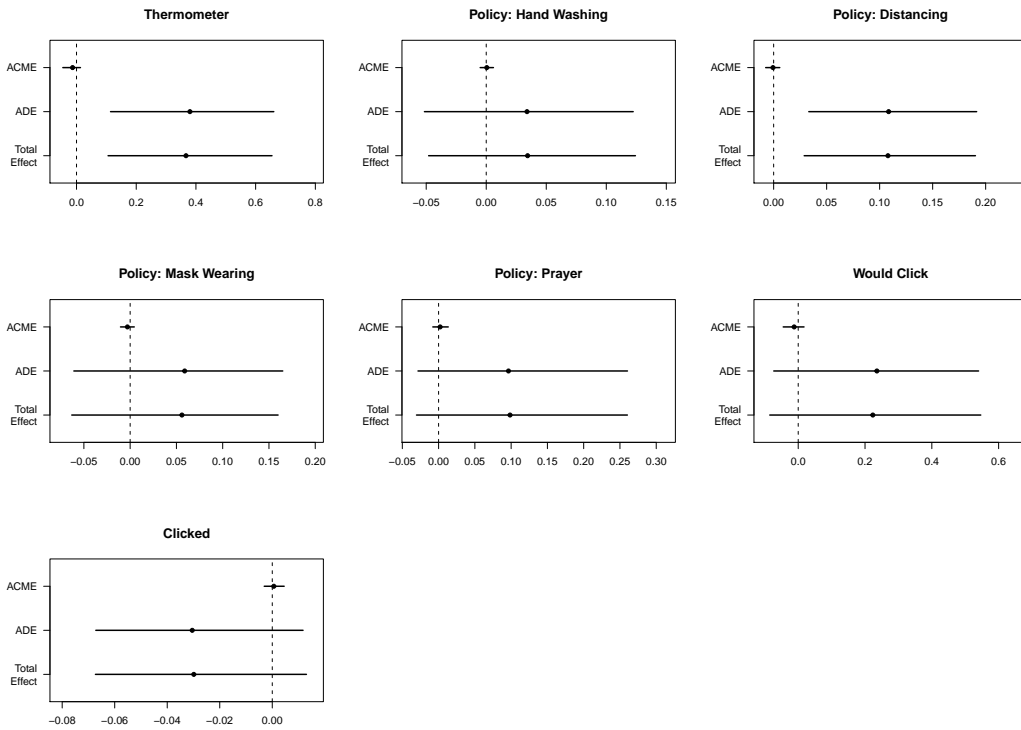 Thermometer
ACME
ADE
Total
Effect
0.0 0.2 0.4 0.6 0.8
Policy: Hand Washing
ACME
ADE
Total
Effect
−0.05 0.00 0.05 0.10 0.15
Policy: Distancing
ACME
ADE
Total
Effect
0.00 0.05 0.10 0.15 0.20
Policy: Mask Wearing
ACME
ADE
Total
Effect
−0.05 0.00 0.05 0.10 0.15 0.20
Policy: Prayer
ACME
ADE
Total
Effect
−0.05 0.00 0.05 0.10 0.15 0.20 0.25 0.30
Would Click
ACME
ADE
Total
Effect
0.0 0.2 0.4 0.6
Clicked
ACME
ADE
Total
Effect
−0.08 −0.06 −0.04 −0.02 0.00